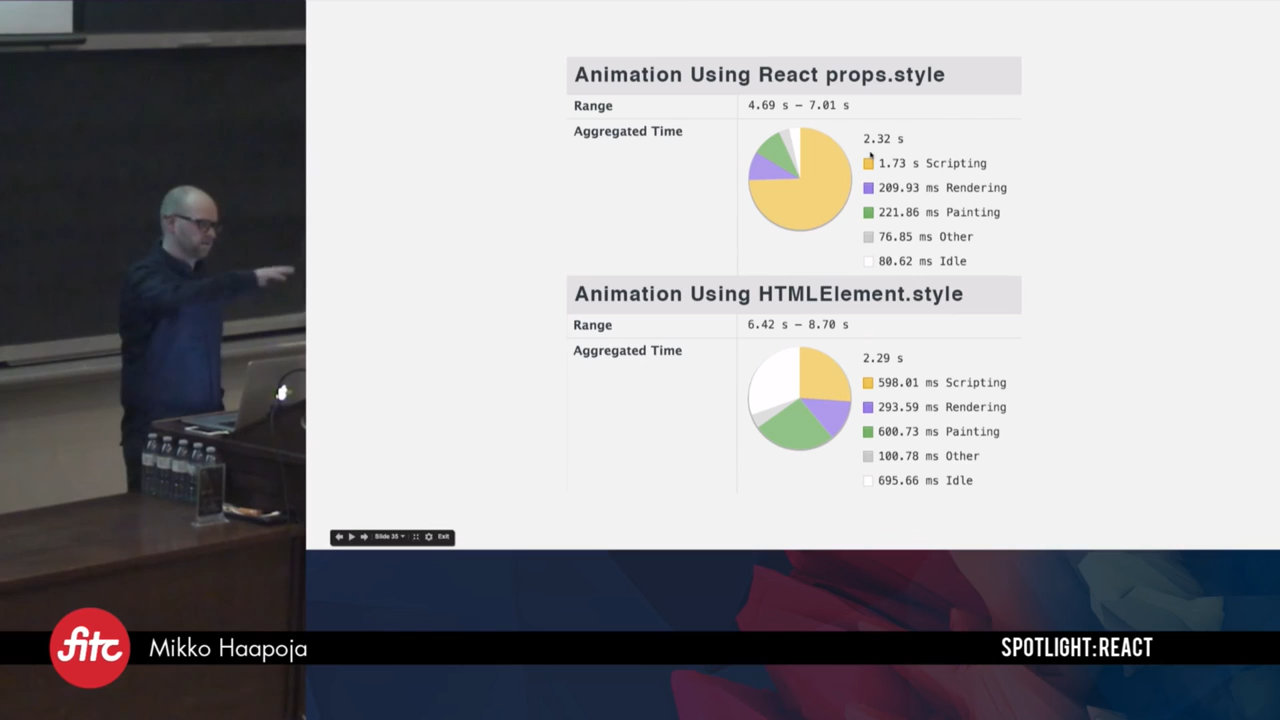 Animation Using React props.style
Range 4.69 s – 7.01 s
Aggregated Time
2.32 s
1.73 s Scripting
209.93 ms Rendering
221.86 ms Painting
76.85 ms Other
80.62 ms Idle
Animation Using HTMLElement.style
Range 6.42 s – 8.70 s
Aggregated Time
2.29 s
598.01 ms Scripting
293.59 ms Rendering
600.73 ms Painting
100.78 ms Other
695.66 ms Idle
Slide 35 Exit
fitc Mikko Haapoja
SPOTLIGHT:REACT